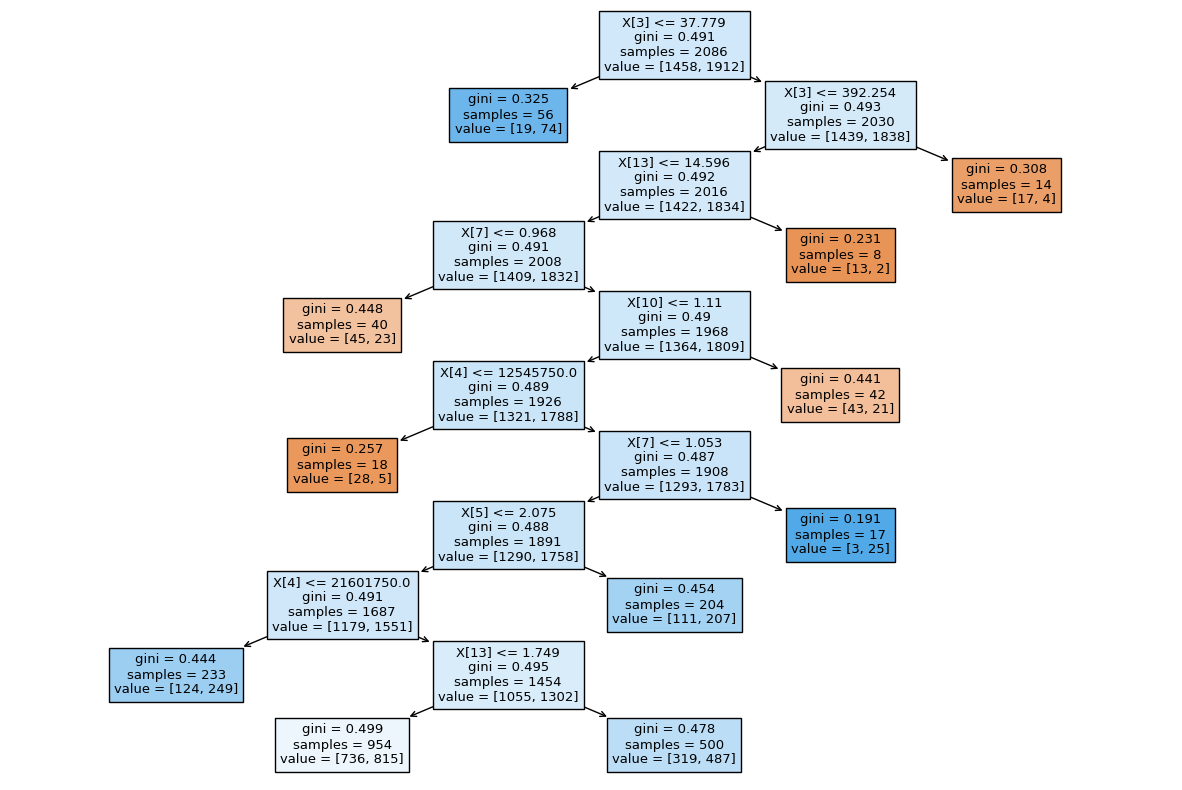 X[3] <= 37.779
gini = 0.491
samples = 2086
value = [1458, 1912]
gini = 0.325
samples = 56
value = [19, 74]
X[3] <= 392.254
gini = 0.493
samples = 2030
value = [1439, 1838]
X[13] <= 14.596
gini = 0.492
samples = 2016
value = [1422, 1834]
gini = 0.308
samples = 14
value = [17, 4]
X[7] <= 0.968
gini = 0.491
samples = 2008
value = [1409, 1832]
gini = 0.231
samples = 8
value = [13, 2]
gini = 0.448
samples = 40
value = [45, 23]
X[10] <= 1.11
gini = 0.49
samples = 1968
value = [1364, 1809]
X[4] <= 12545750.0
gini = 0.489
samples = 1926
value = [1321, 1788]
gini = 0.441
samples = 42
value = [43, 21]
gini = 0.257
samples = 18
value = [28, 5]
X[7] <= 1.053
gini = 0.487
samples = 1908
value = [1293, 1783]
X[5] <= 2.075
gini = 0.488
samples = 1891
value = [1290, 1758]
gini = 0.191
samples = 17
value = [3, 25]
X[4] <= 21601750.0
gini = 0.491
samples = 1687
value = [1179, 1551]
gini = 0.454
samples = 204
value = [111, 207]
gini = 0.444
samples = 233
value = [124, 249]
X[13] <= 1.749
gini = 0.495
samples = 1454
value = [1055, 1302]
gini = 0.499
samples = 954
value = [736, 815]
gini = 0.478
samples = 500
value = [319, 487]